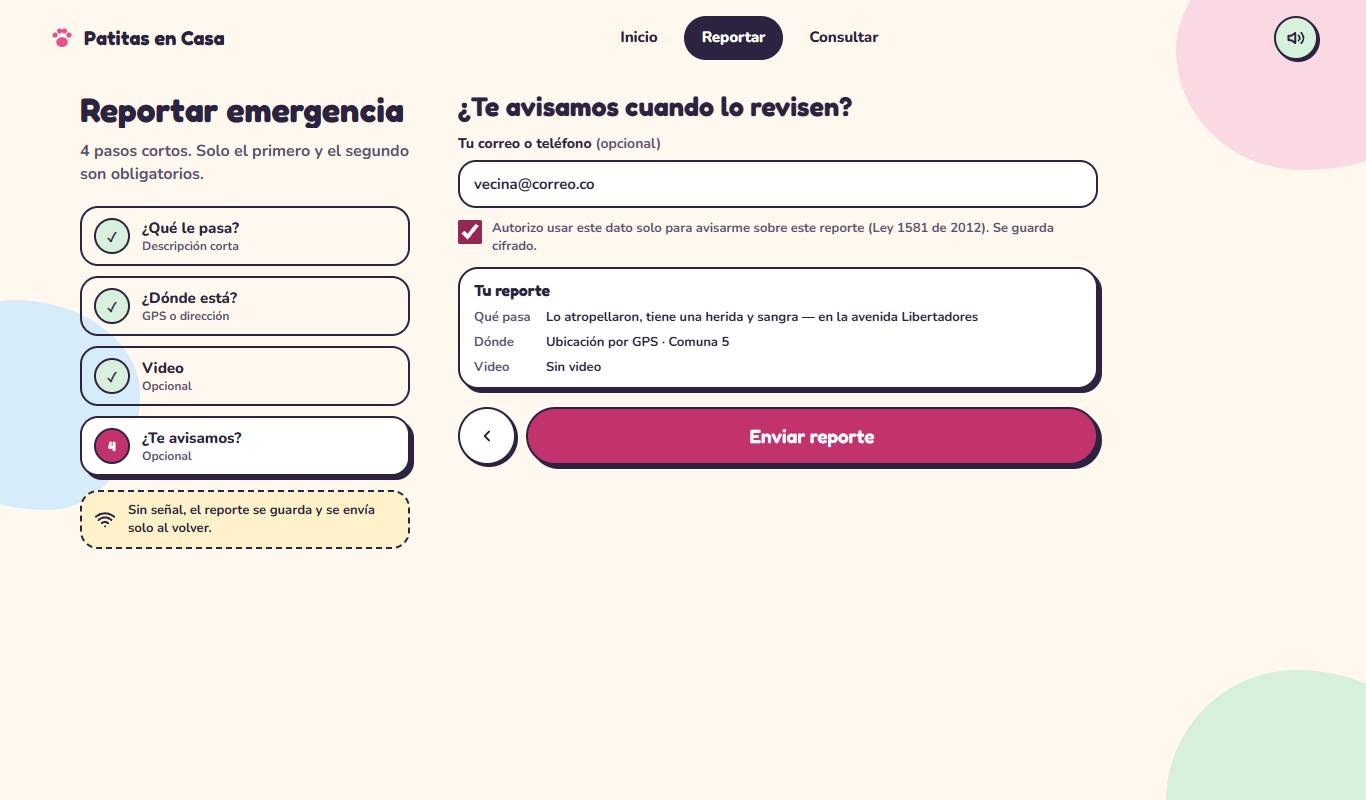 Patitas en Casa
Inicio
Reportar
Consultar
Reportar emergencia
4 pasos cortos. Solo el primero y el segundo
son obligatorios.
✓
¿Qué le pasa?
Descripción corta
✓
¿Dónde está?
GPS o dirección
✓
Video
Opcional
4
¿Te avisamos?
Opcional
Sin señal, el reporte se guarda y se envía
solo al volver.
¿Te avisamos cuando lo revisen?
Tu correo o teléfono (opcional)
vecina@correo.co
Autorizo usar este dato solo para avisarme sobre este reporte (Ley 1581 de 2012). Se guarda
cifrado.
Tu reporte
Qué pasa Lo atropellaron, tiene una herida y sangra — en la avenida Libertadores
Dónde Ubicación por GPS · Comuna 5
Video Sin video
Enviar reporte